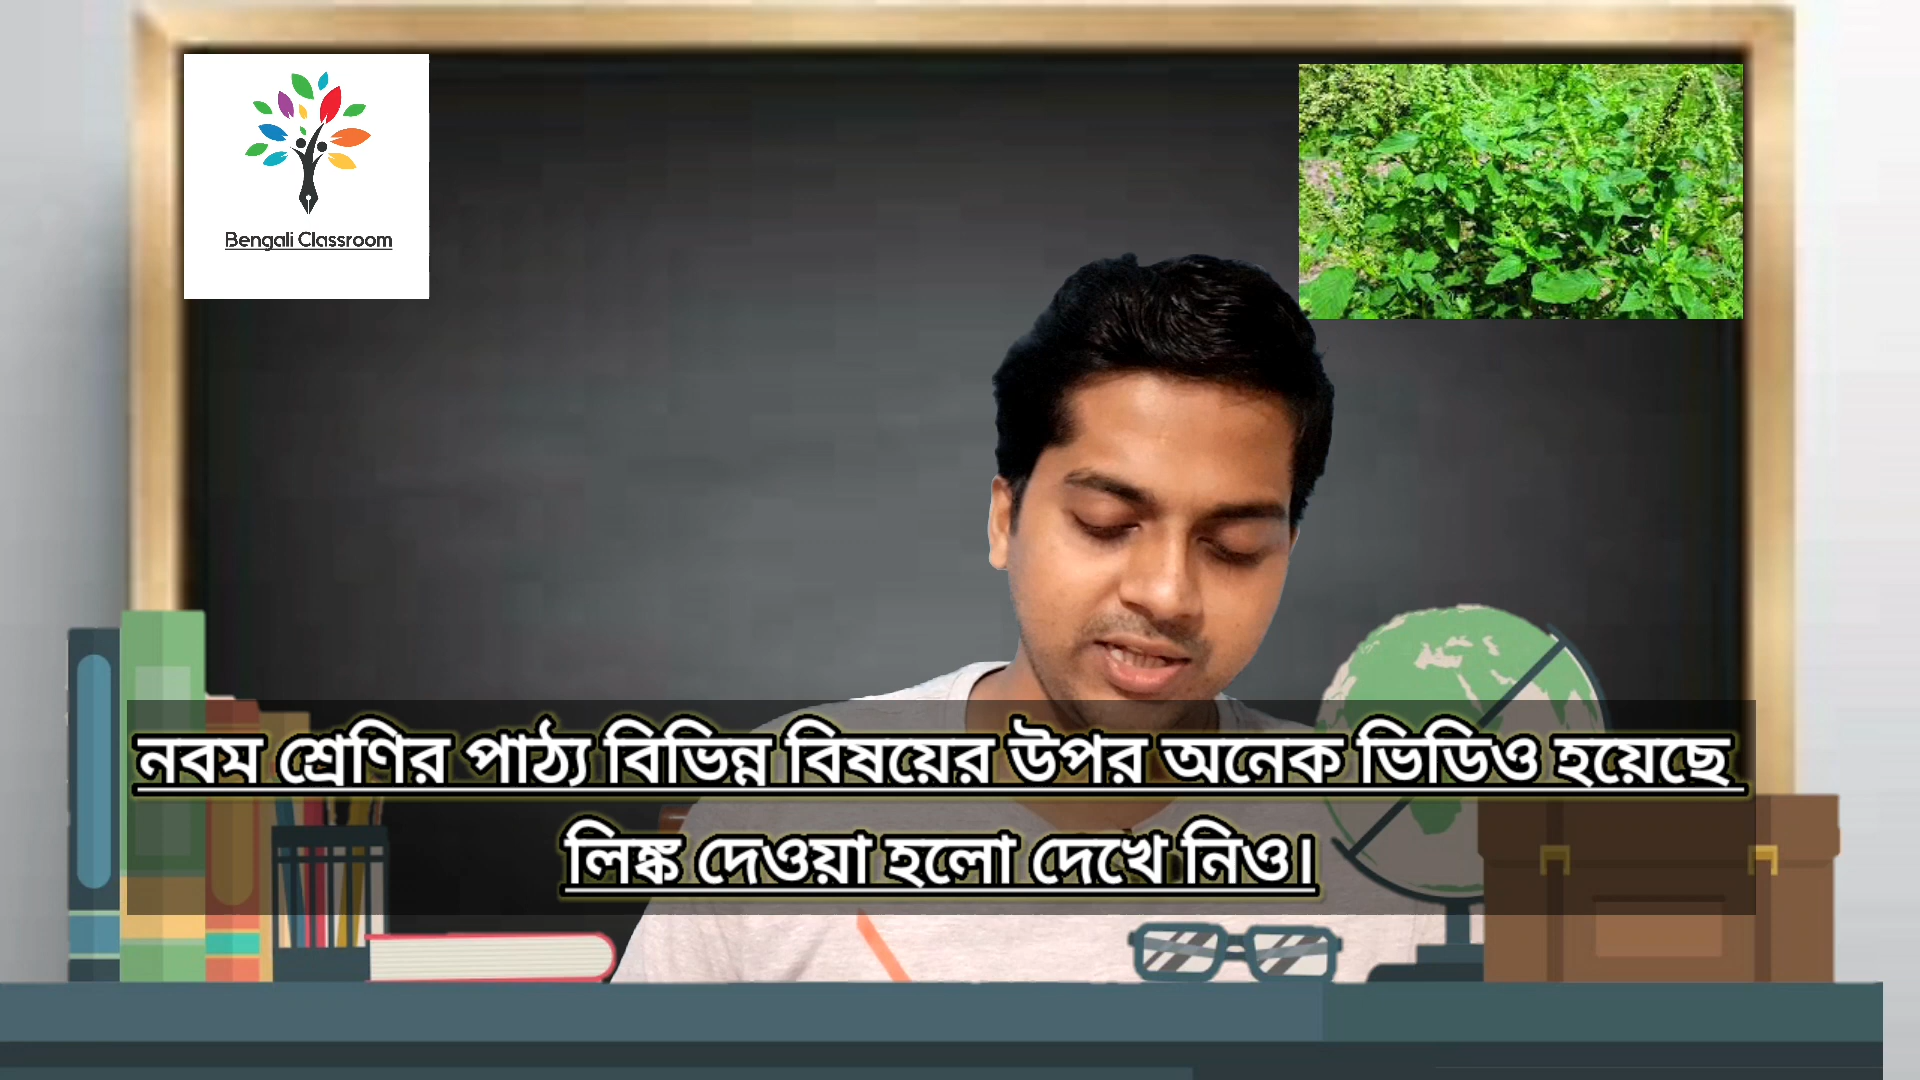 Bengali Classroom
নবম শ্রেণির পাঠ্য বিভিন্ন বিষয়ের উপর অনেক ভিডিও হয়েছে
লিঙ্ক দেওয়া হলো দেখে নিও।